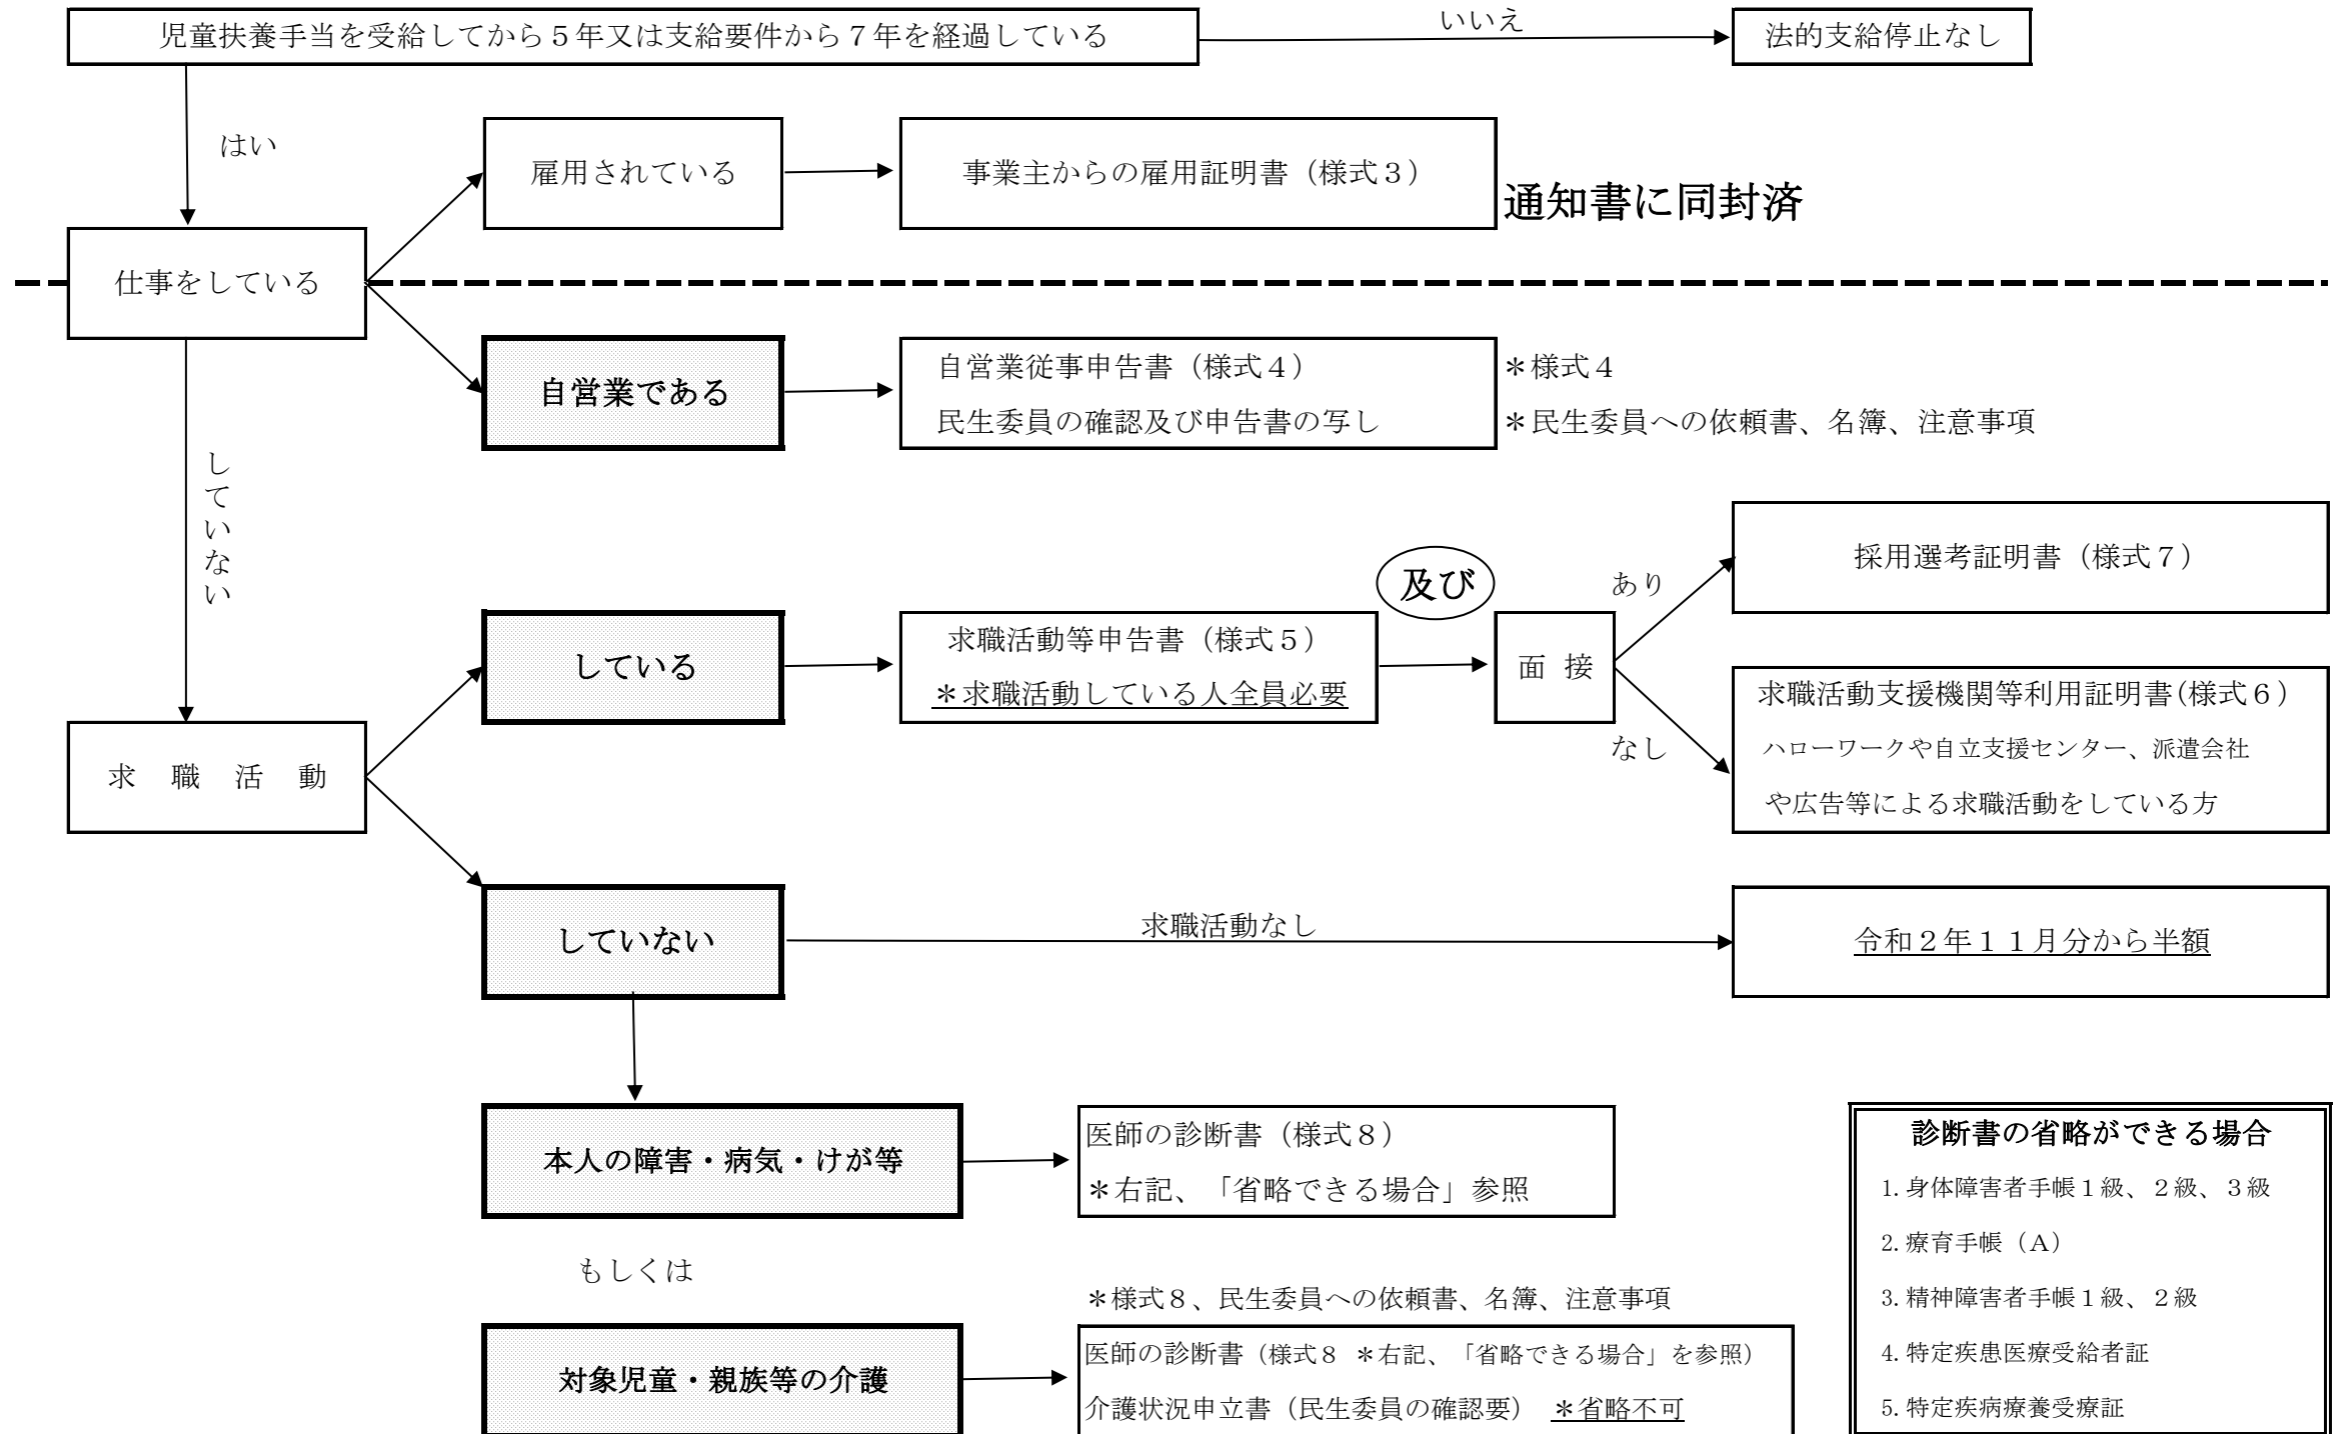 児童扶養手当を受給してから５年又は支給要件から７年を経過している
いいえ
法的支給停止なし
はい
雇用されている
事業主からの雇用証明書（様式３）
通知書に同封済
仕事をしている
自営業である
自営業従事申告書（様式４）
民生委員の確認及び申告書の写し
＊様式４
＊民生委員への依頼書、名簿、注意事項
していない
及び
あり
採用選考証明書（様式７）
している
求職活動等申告書（様式５）
＊求職活動している人全員必要
面 接
なし
求職活動支援機関等利用証明書(様式６）
ハローワークや自立支援センター、派遣会社
や広告等による求職活動をしている方
求　職　活　動
していない
求職活動なし
令和２年１１月分から半額
本人の障害・病気・けが等
医師の診断書（様式８）
＊右記、「省略できる場合」参照
もしくは
＊様式８、民生委員への依頼書、名簿、注意事項
対象児童・親族等の介護
医師の診断書（様式８ ＊右記、「省略できる場合」を参照）
介護状況申立書（民生委員の確認要） ＊省略不可
診断書の省略ができる場合
1. 身体障害者手帳１級、２級、３級
2. 療育手帳（Ａ）
3. 精神障害者手帳１級、２級
4. 特定疾患医療受給者証
5. 特定疾病療養受療証